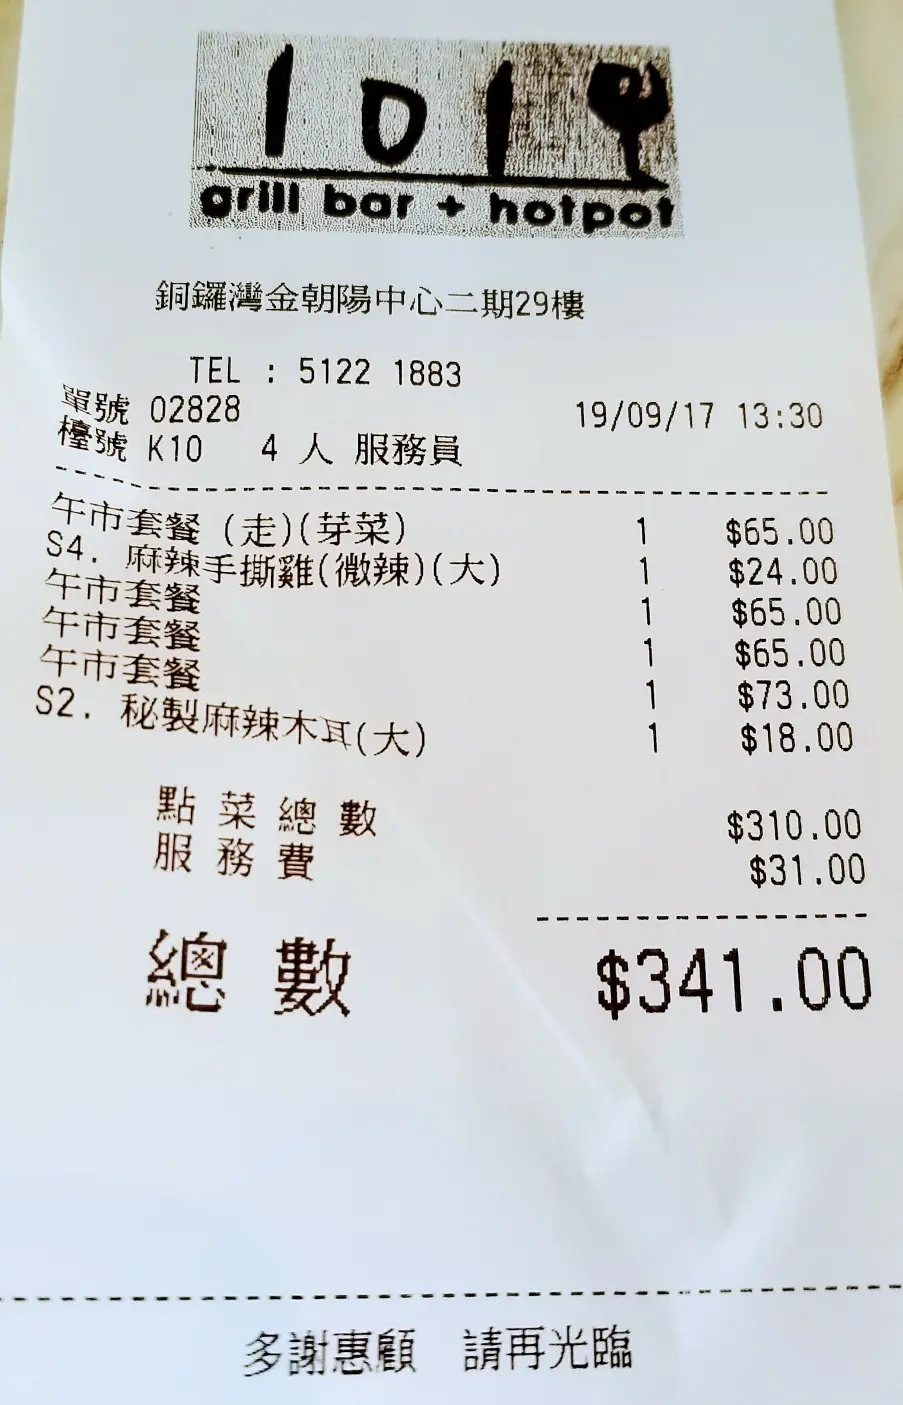 1019
grill bar + hotpot
銅鑼灣金朝陽中心二期29樓
TEL : 5122 1883
單號 02828 19/09/17 13:30
檯號 K10 4 人 服務員
午市套餐 (走)(芽菜) 1 $65.00
S4. 麻辣手撕雞(微辣)(大) 1 $24.00
午市套餐 1 $65.00
午市套餐 1 $65.00
午市套餐 1 $73.00
S2. 秘製麻辣木耳(大) 1 $18.00
點菜總數 $310.00
服務費 $31.00
總數 $341.00
多謝惠顧 請再光臨